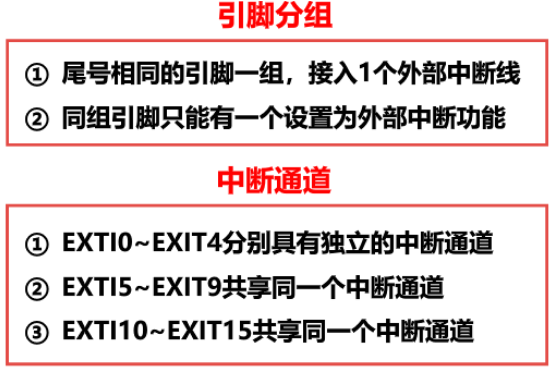 引脚分组
① 尾号相同的引脚一组，接入1个外部中断线
② 同组引脚只能有一个设置为外部中断功能
中断通道
① EXTI0~EXIT4分别具有独立的中断通道
② EXTI5~EXIT9共享同一个中断通道
③ EXTI10~EXIT15共享同一个中断通道